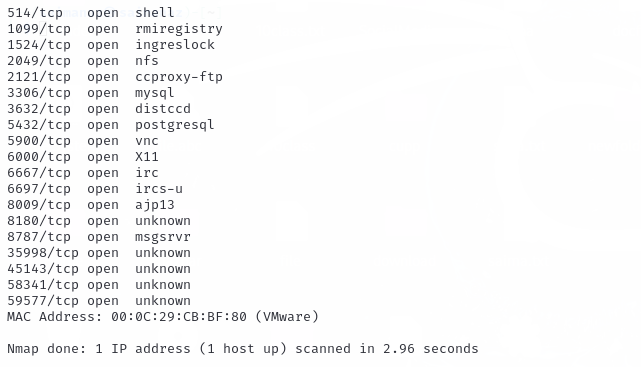 514/tcp   open  shell
1099/tcp  open  rmiregistry
1524/tcp  open  ingreslock
2049/tcp  open  nfs
2121/tcp  open  ccproxy-ftp
3306/tcp  open  mysql
3632/tcp  open  distccd
5432/tcp  open  postgresql
5900/tcp  open  vnc
6000/tcp  open  X11
6667/tcp  open  irc
6697/tcp  open  ircs-u
8009/tcp  open  ajp13
8180/tcp  open  unknown
8787/tcp  open  msgsrvr
35998/tcp open  unknown
45143/tcp open  unknown
58341/tcp open  unknown
59577/tcp open  unknown
MAC Address: 00:0C:29:CB:BF:80 (VMware)
Nmap done: 1 IP address (1 host up) scanned in 2.96 seconds